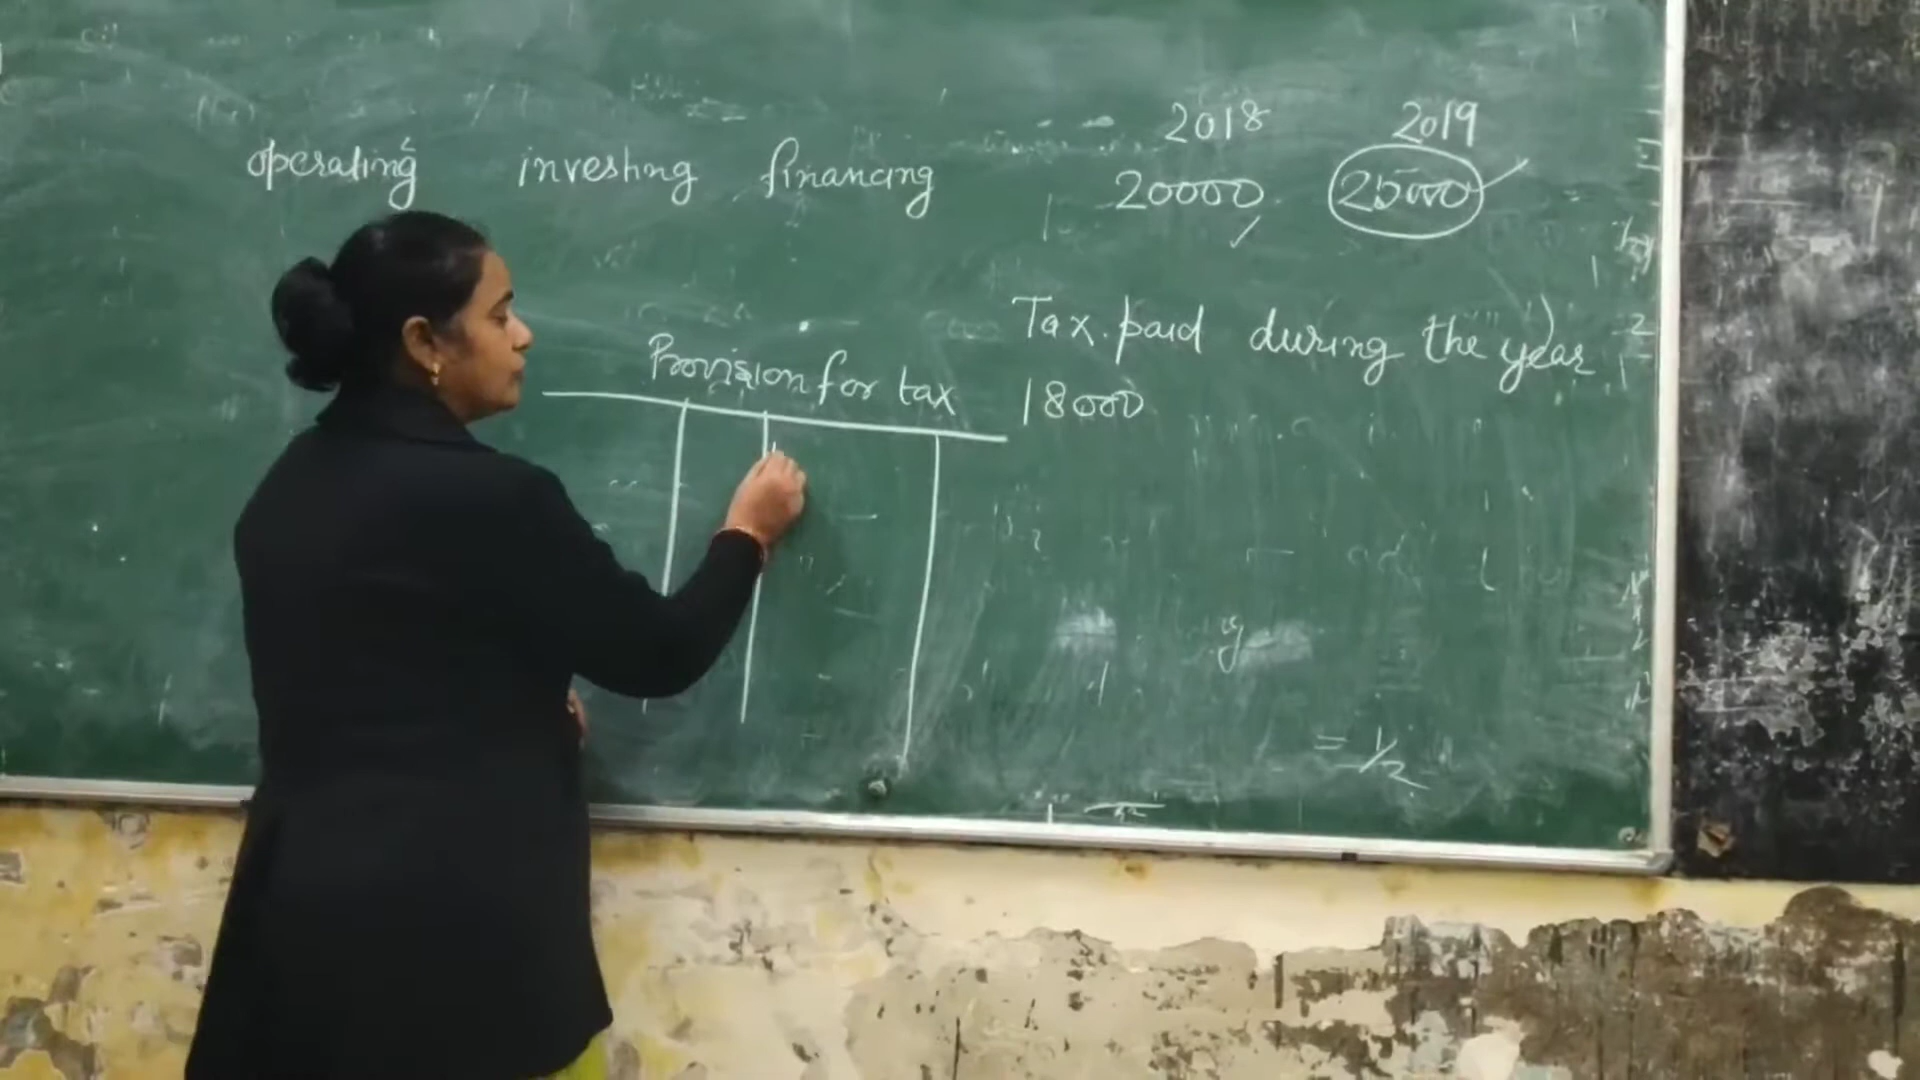 2018 2019
operating investing financing 20000 25000
Tax paid during the year
Provision for tax 18000
= 1/2